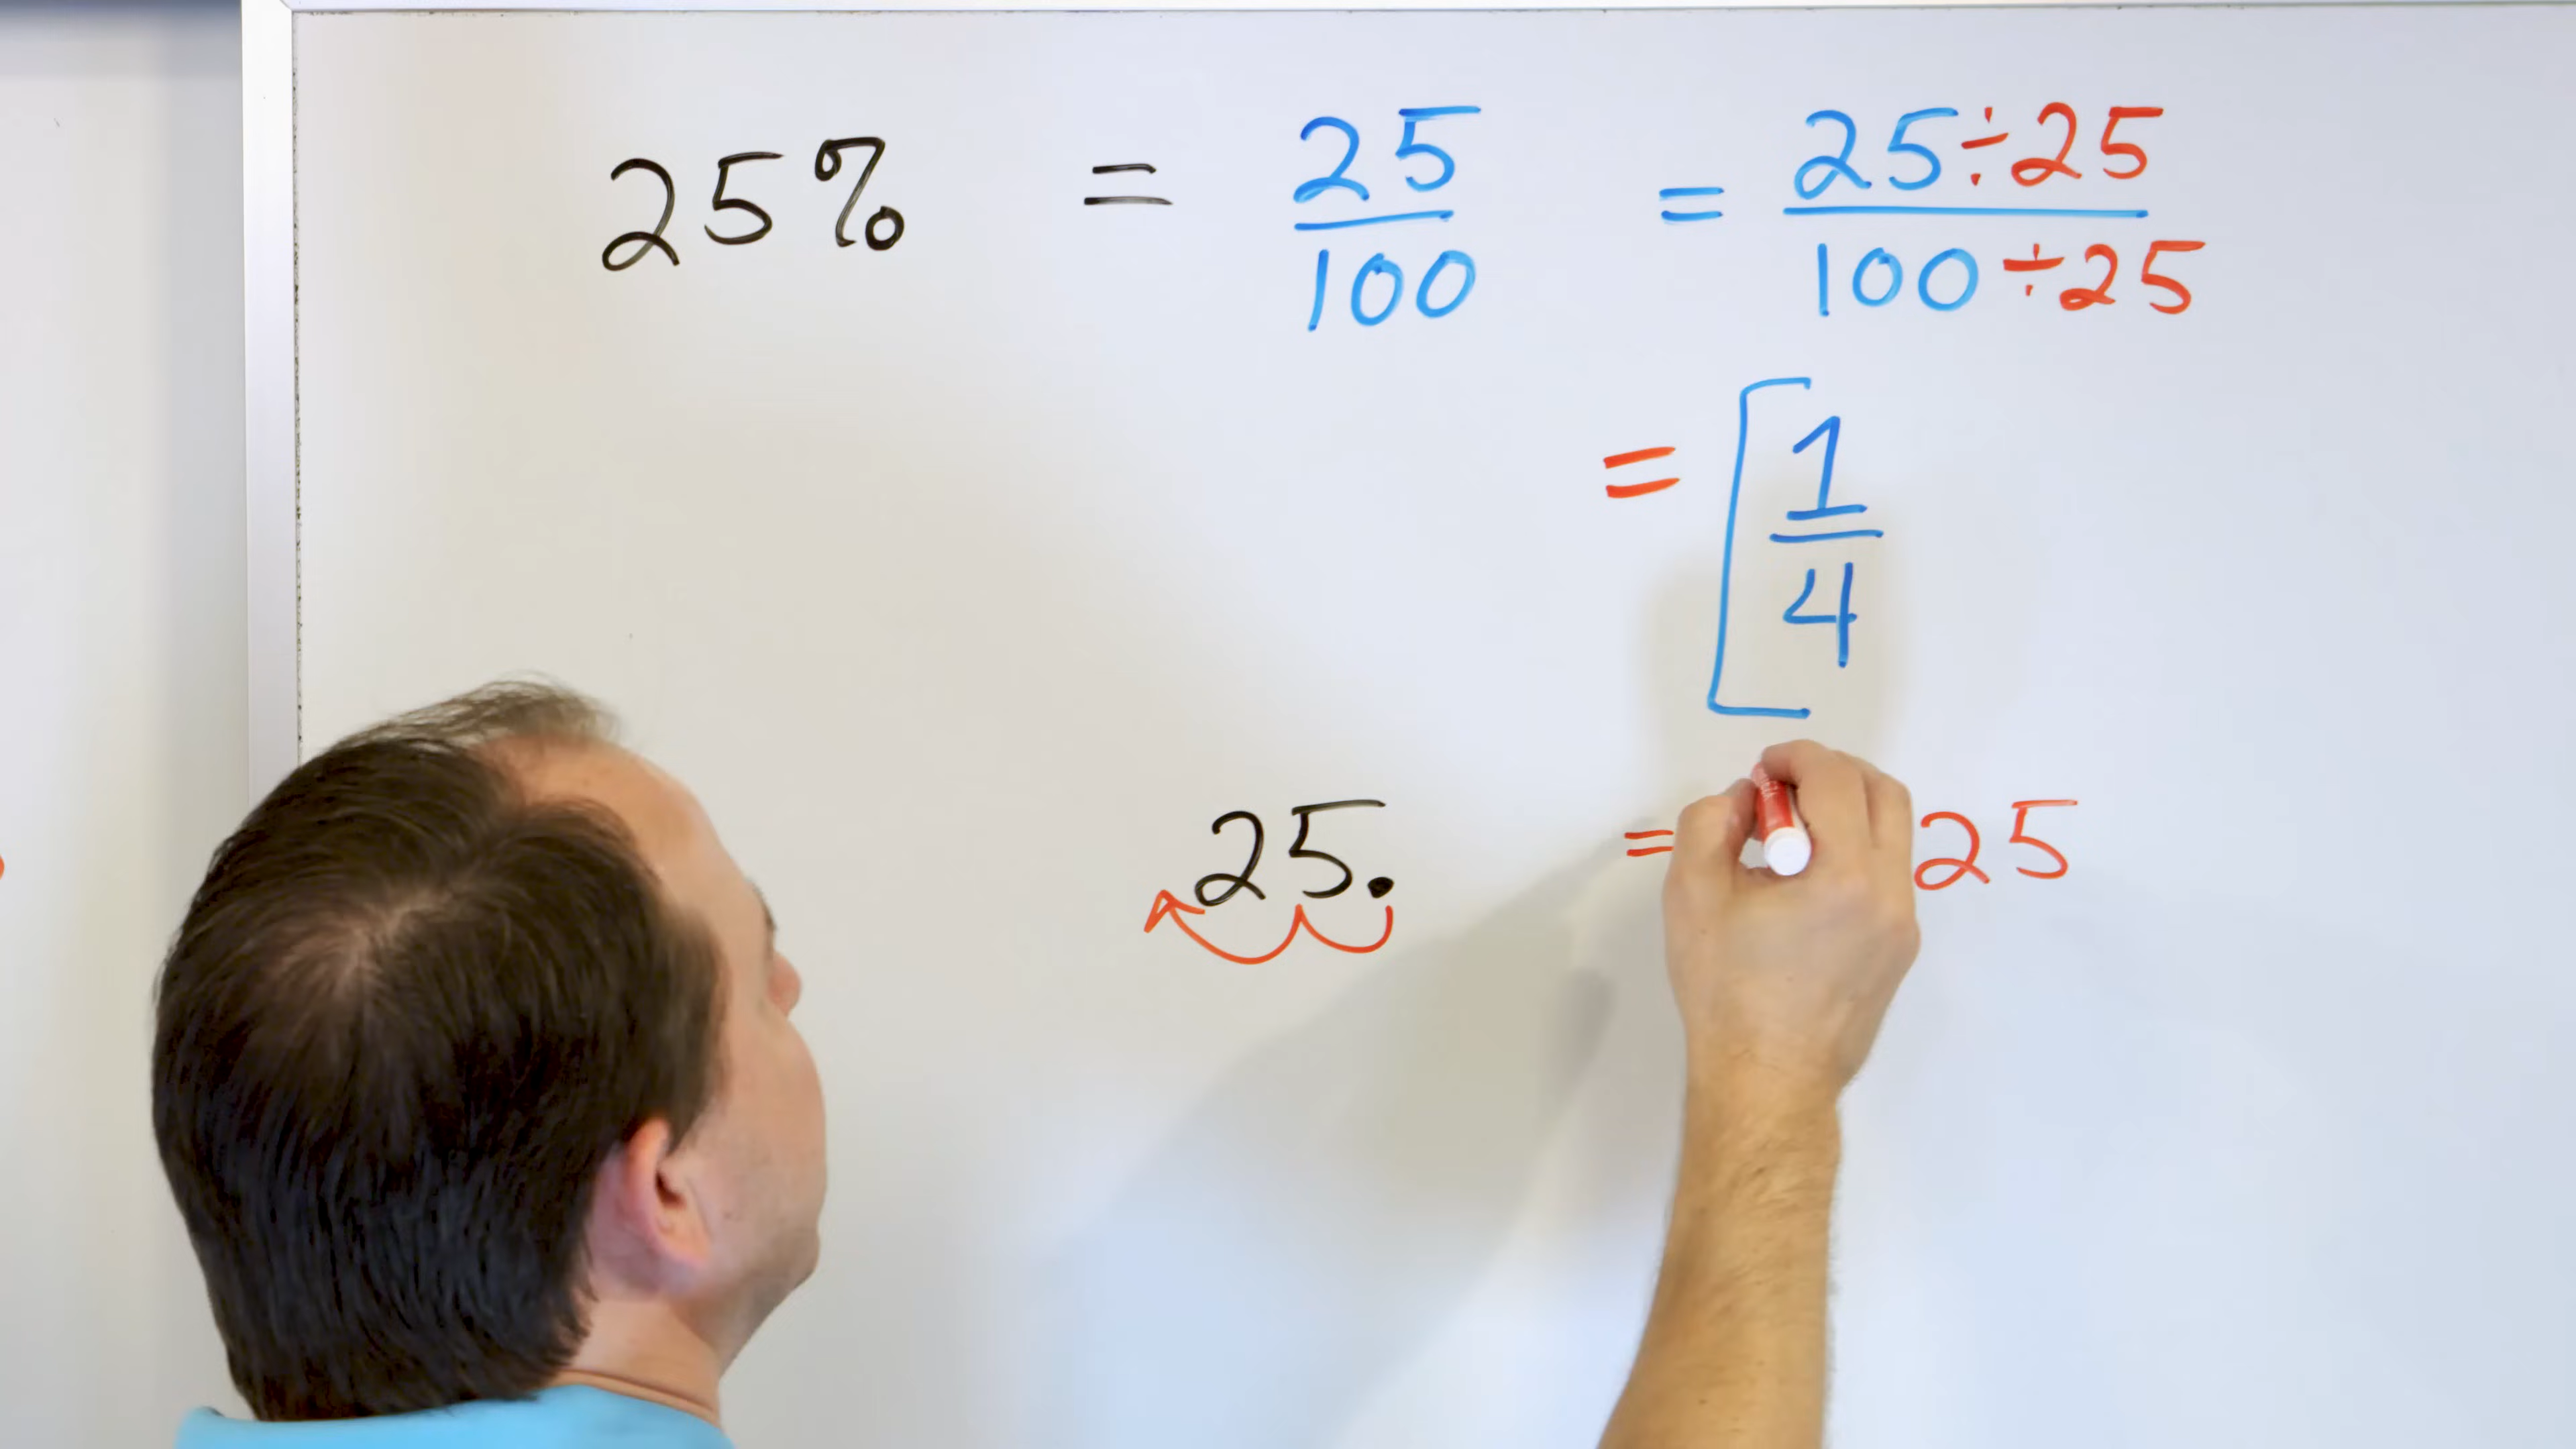 25% = 25/100 = 25÷25/100÷25
= [1/4
25. = 25